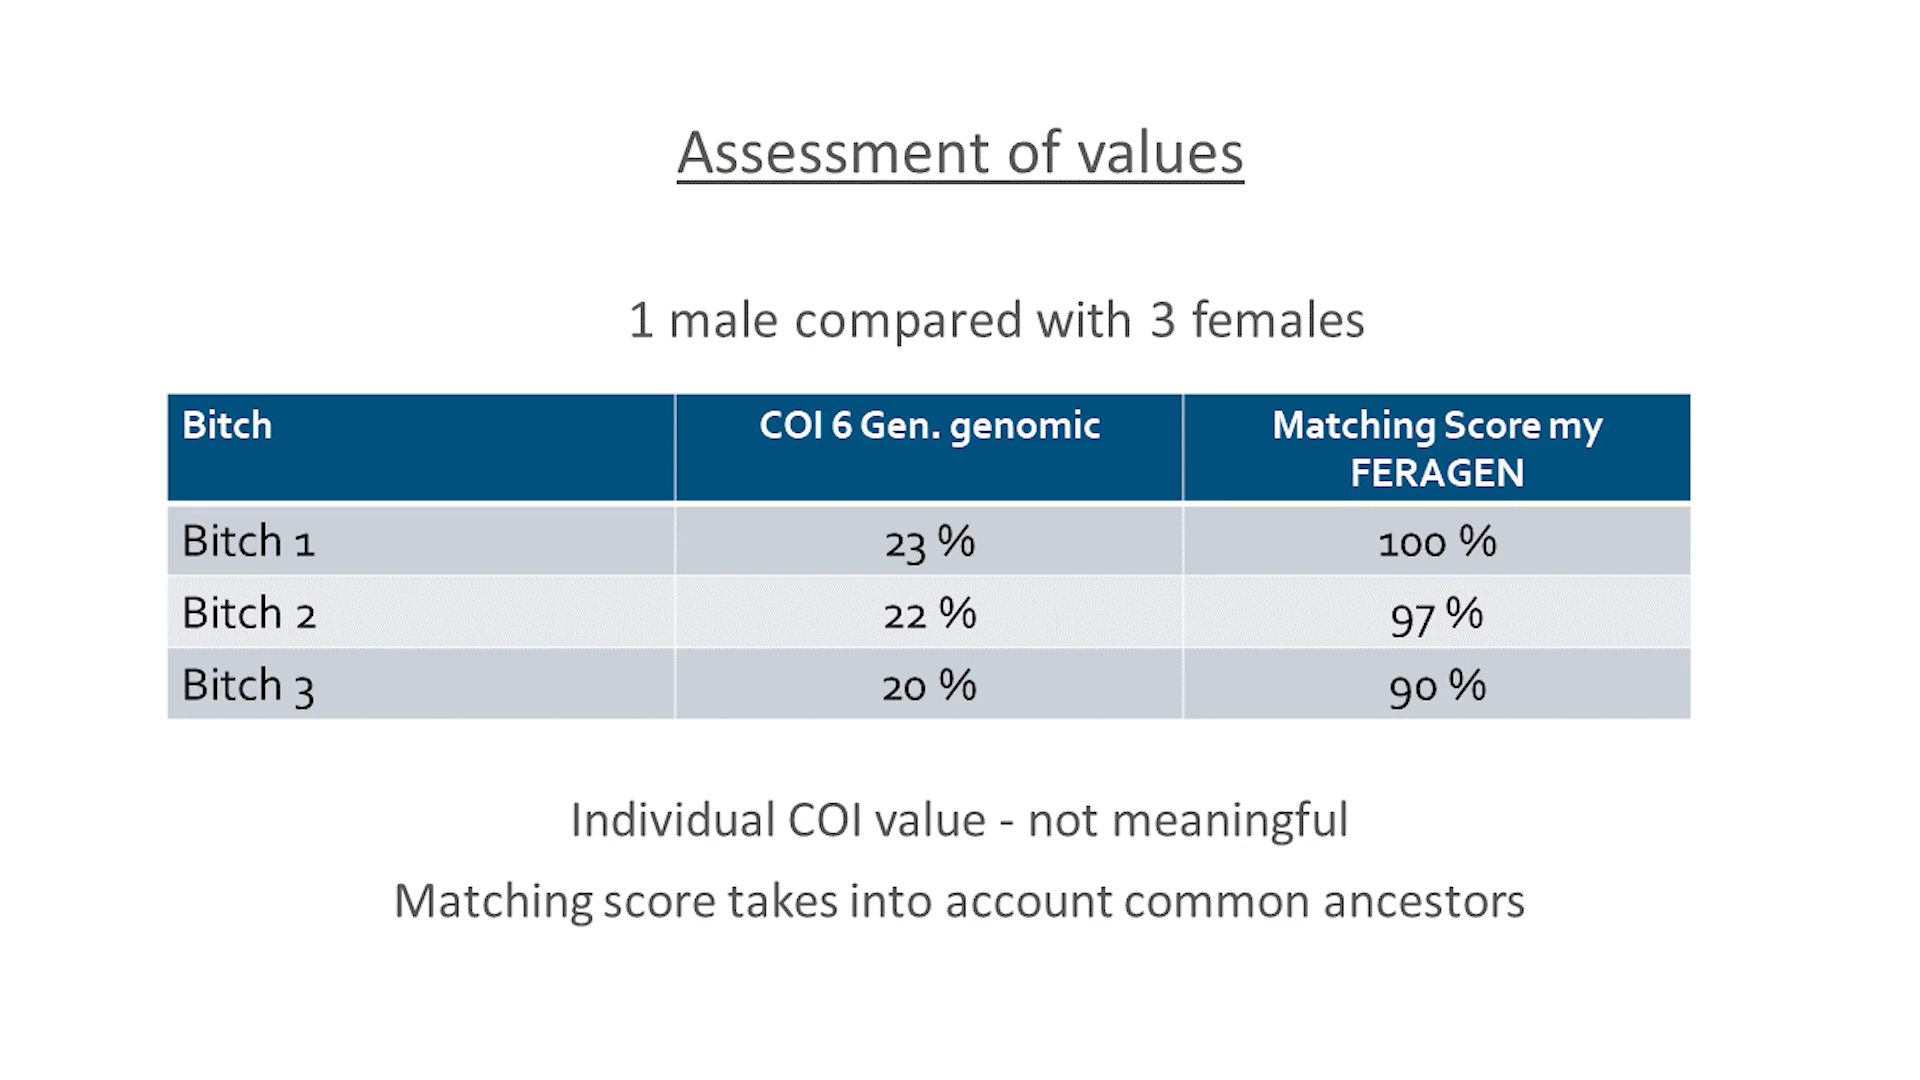 Assessment of values
1 male compared with 3 females
Bitch COI 6 Gen. genomic Matching Score my
FERAGEN
Bitch 1 23 % 100 %
Bitch 2 22 % 97 %
Bitch 3 20 % 90 %
Individual COI value - not meaningful
Matching score takes into account common ancestors